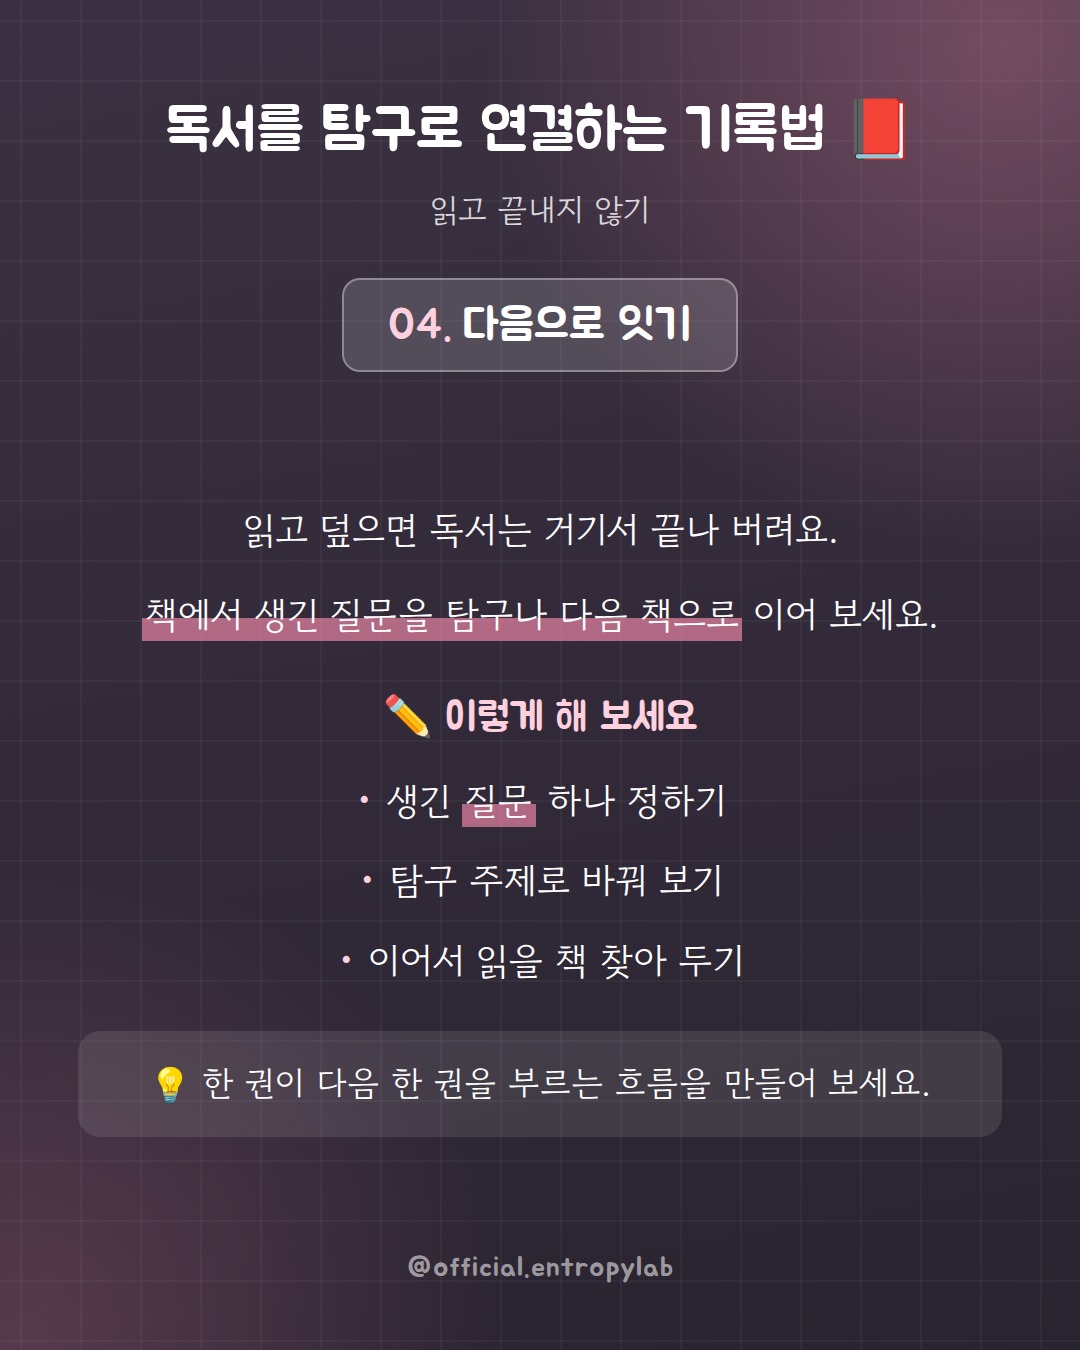 독서를 탐구로 연결하는 기록법 📕
읽고 끝내지 않기
04. 다음으로 잇기
읽고 덮으면 독서는 거기서 끝나 버려요.
책에서 생긴 질문을 탐구나 다음 책으로 이어 보세요.
✏️ 이렇게 해 보세요
• 생긴 질문 하나 정하기
• 탐구 주제로 바꿔 보기
• 이어서 읽을 책 찾아 두기
💡 한 권이 다음 한 권을 부르는 흐름을 만들어 보세요.
@official.entropylab